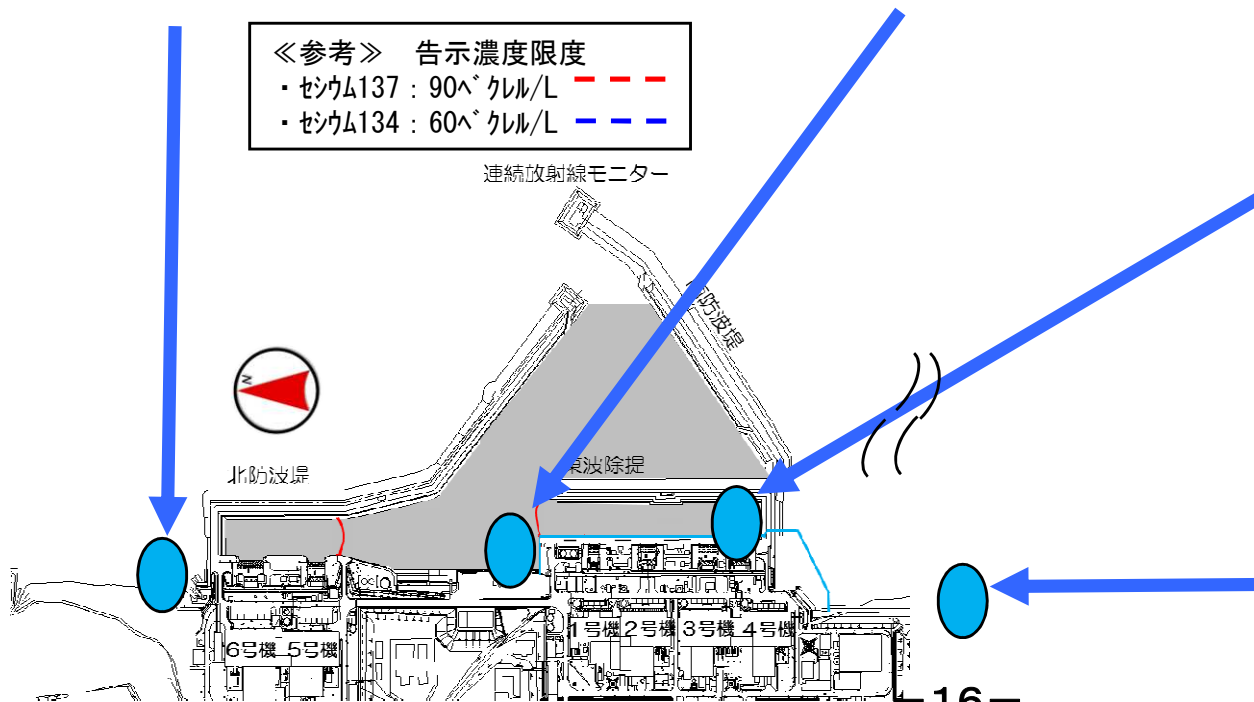 ≪参考≫ 告示濃度限度
・ｾｼｳﾑ137：90ﾍﾞｸﾚﾙ/L
・ｾｼｳﾑ134：60ﾍﾞｸﾚﾙ/L
連続放射線モニター
防波堤
N
北防波堤
東波除堤
1号機 2号機 3号機 4号機
6号機 5号機
－16－